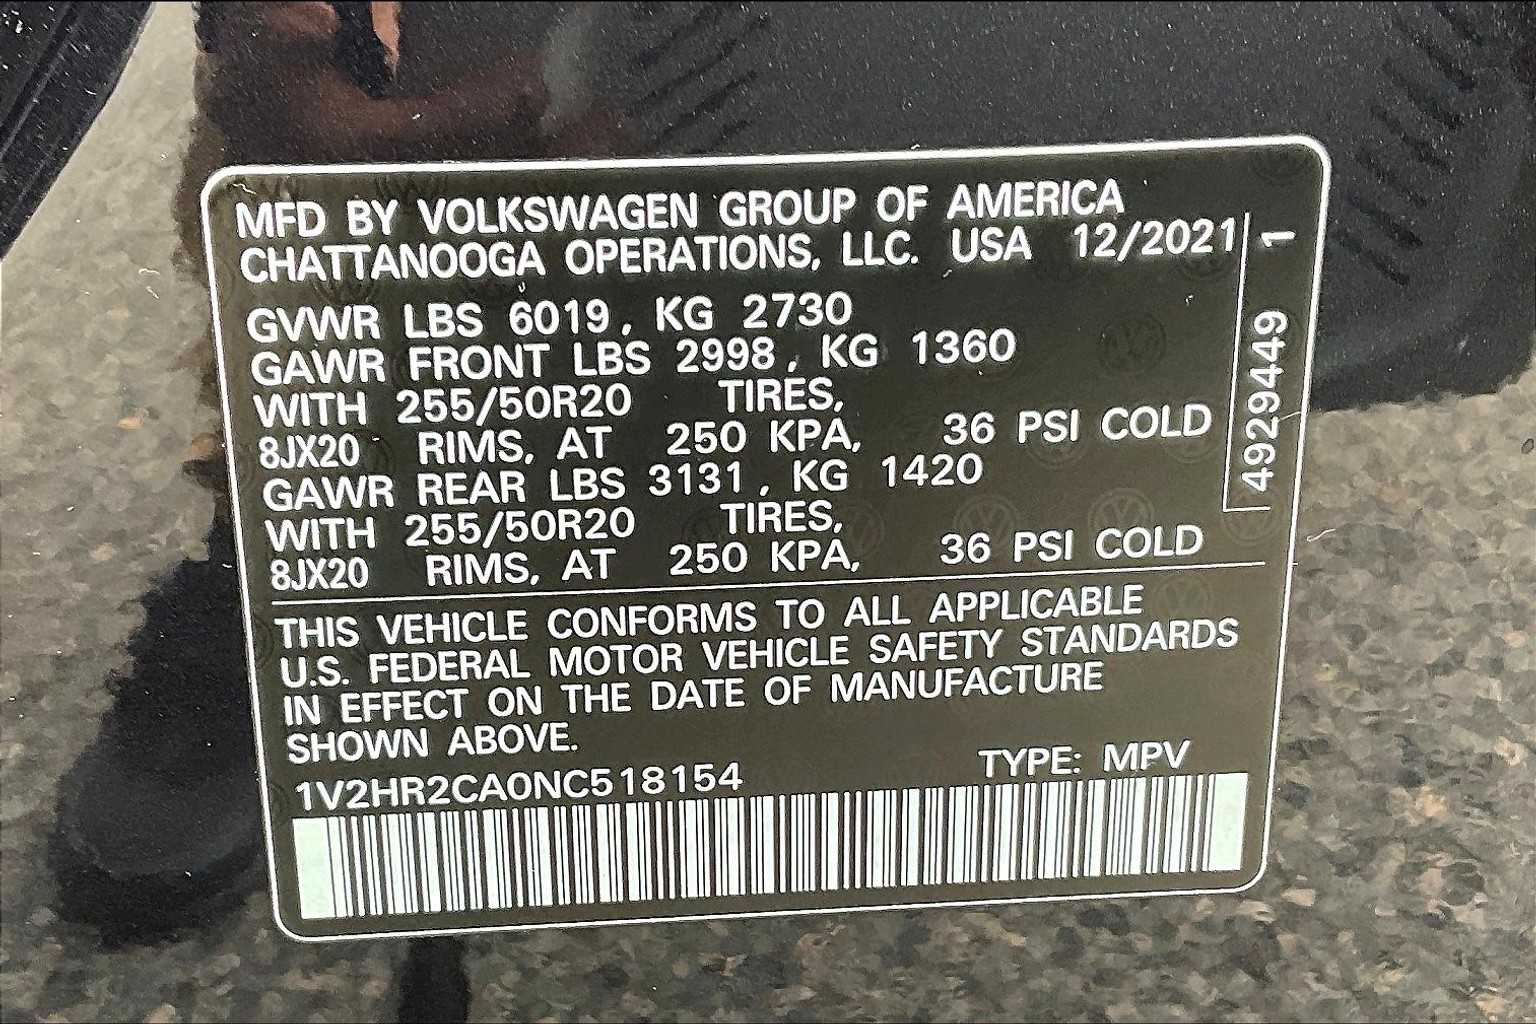 MFD BY VOLKSWAGEN GROUP OF AMERICA
CHATTANOOGA OPERATIONS, LLC. USA 12/2021
GVWR LBS 6019, KG 2730
GAWR FRONT LBS 2998, KG 1360
WITH 255/50R20 TIRES,
8JX20 RIMS, AT 250 KPA, 36 PSI COLD
GAWR REAR LBS 3131, KG 1420
WITH 255/50R20 TIRES,
8JX20 RIMS, AT 250 KPA, 36 PSI COLD
THIS VEHICLE CONFORMS TO ALL APPLICABLE
U.S. FEDERAL MOTOR VEHICLE SAFETY STANDARDS
IN EFFECT ON THE DATE OF MANUFACTURE
SHOWN ABOVE.
1V2HR2CA0NC518154 TYPE: MPV
4929449 1